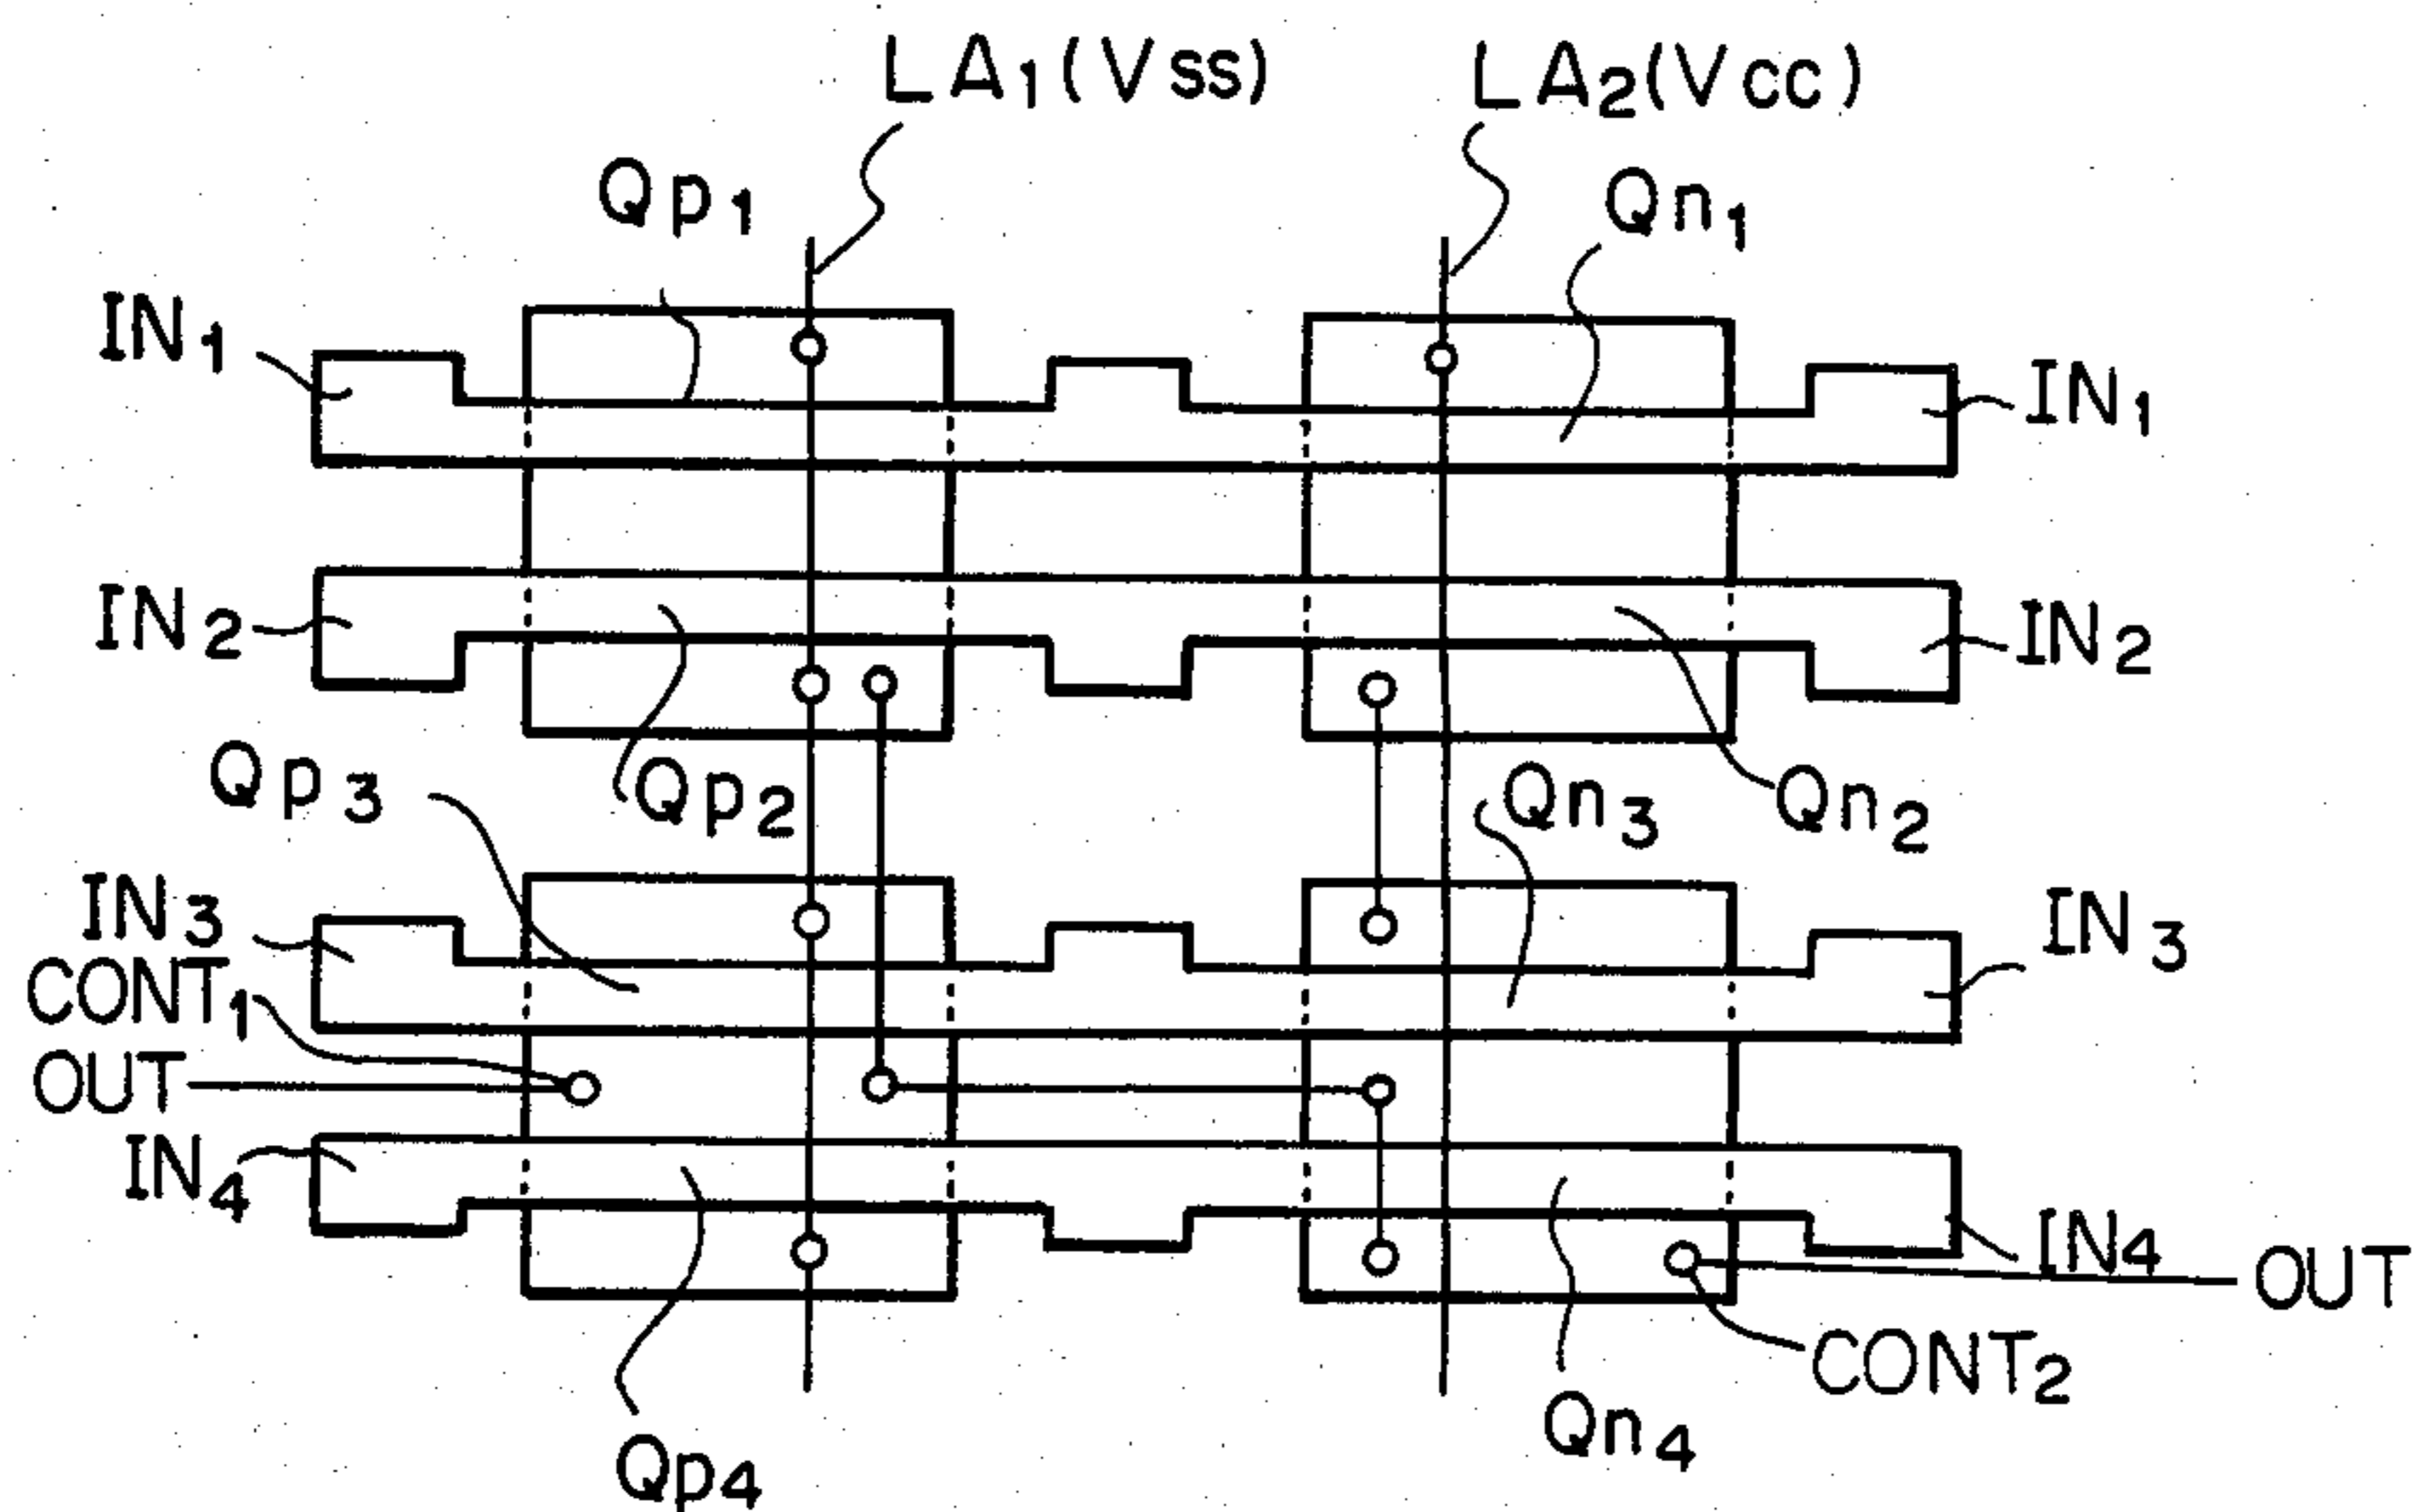 LA1(Vss) LA2(Vcc)
Qp1 Qn1
IN1 IN1
IN2 IN2
Qp3 Qp2 Qn3 Qn2
IN3 IN3
CONT1
OUT
IN4 IN4
OUT
CONT2
Qn4
Qp4